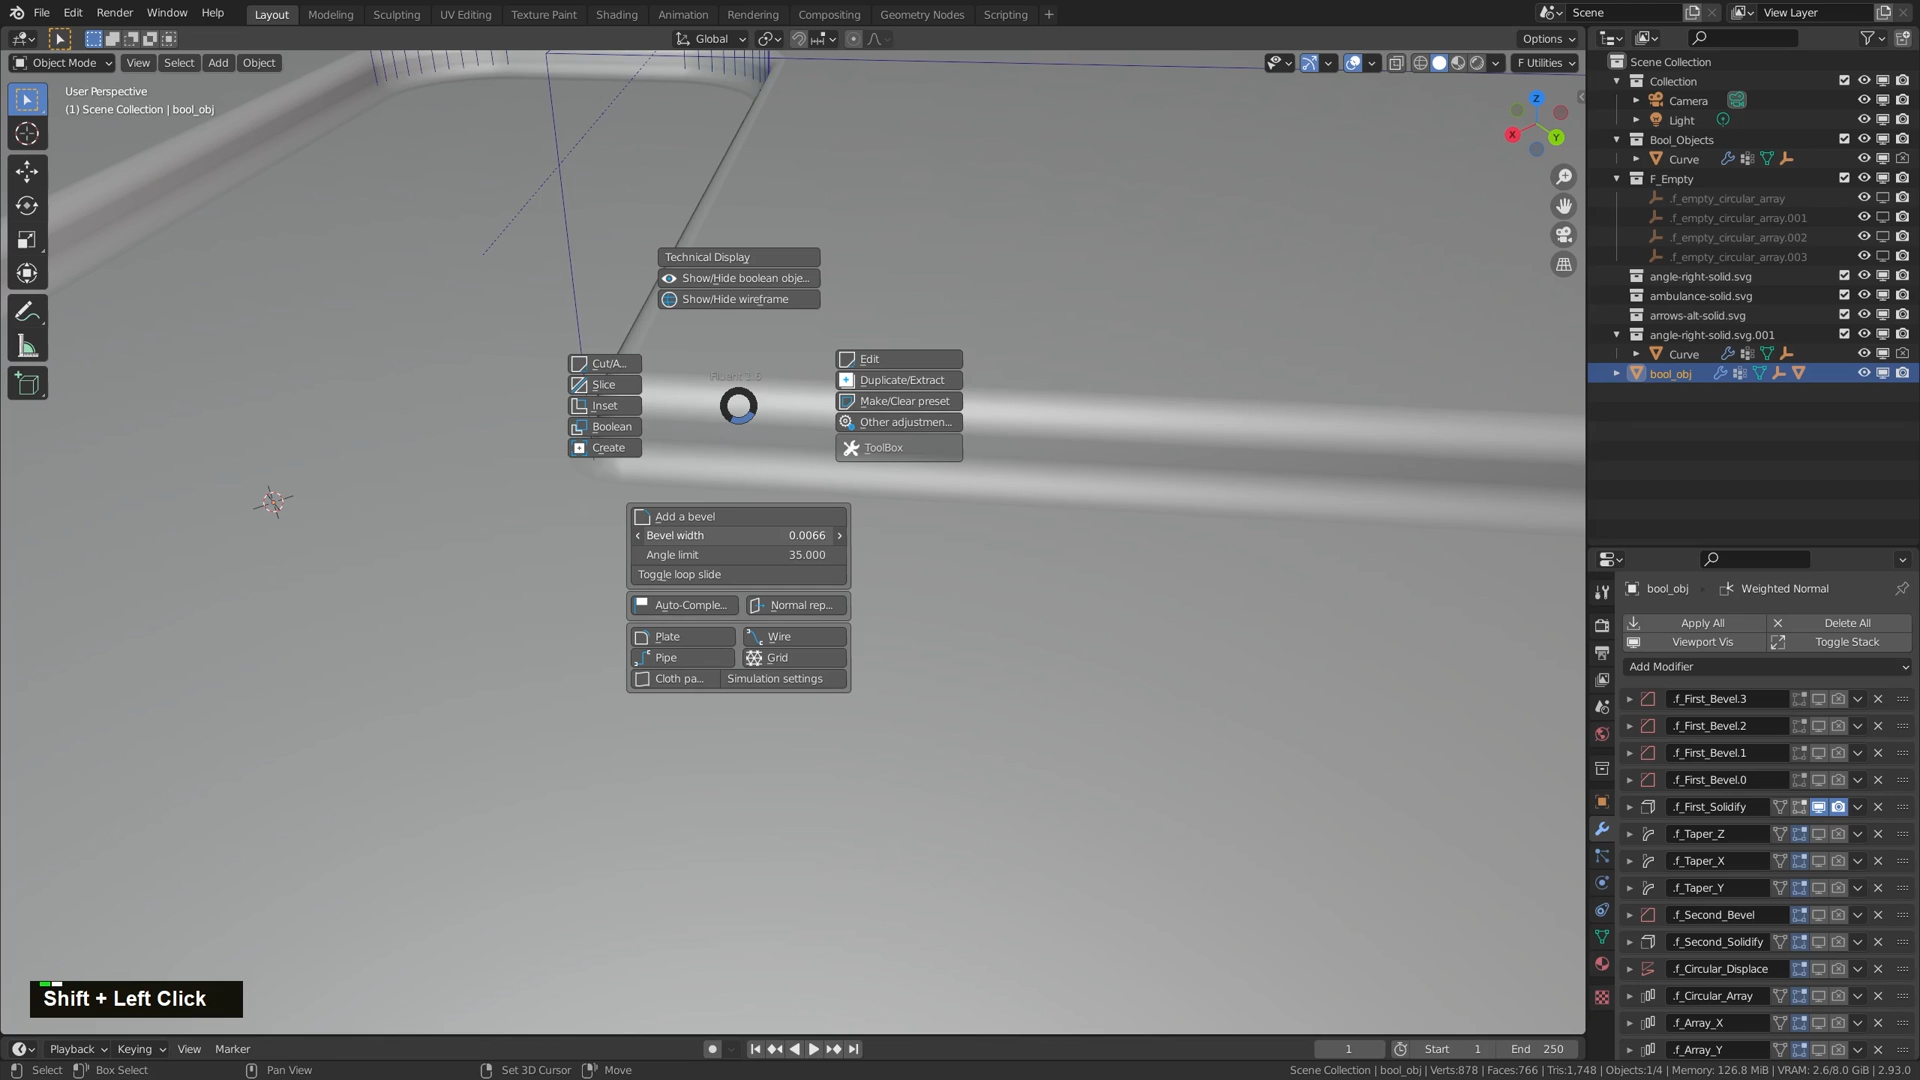 File Edit Render Window Help Layout Modeling Sculpting UV Editing Texture Paint Shading Animation Rendering Compositing Geometry Nodes Scripting + Scene View Layer
Global Options
Object Mode View Select Add Object F Utilities
User Perspective
(1) Scene Collection | bool_obj
Z
X
Y
Technical Display
Show/Hide boolean obje...
Show/Hide wireframe
Cut/A...
Slice
Inset
Boolean
Create
Edit
Duplicate/Extract
Make/Clear preset
Other adjustmen...
ToolBox
Add a bevel
Bevel width 0.0066
Angle limit 35.000
Toggle loop slide
Auto-Comple... Normal rep...
Plate Wire
Pipe Grid
Cloth pa... Simulation settings
Shift + Left Click
Scene Collection
Collection
Camera
Light
Bool_Objects
Curve
F_Empty
.f_empty_circular_array
.f_empty_circular_array.001
.f_empty_circular_array.002
.f_empty_circular_array.003
angle-right-solid.svg
ambulance-solid.svg
arrows-alt-solid.svg
angle-right-solid.svg.001
Curve
bool_obj
bool_obj Weighted Normal
Apply All Delete All
Viewport Vis Toggle Stack
Add Modifier
.f_First_Bevel.3
.f_First_Bevel.2
.f_First_Bevel.1
.f_First_Bevel.0
.f_First_Solidify
.f_Taper_Z
.f_Taper_X
.f_Taper_Y
.f_Second_Bevel
.f_Second_Solidify
.f_Circular_Displace
.f_Circular_Array
.f_Array_X
.f_Array_Y
Playback Keying View Marker 1 Start 1 End 250
Select Box Select Pan View Set 3D Cursor Move Scene Collection | bool_obj | Verts:878 | Faces:766 | Tris:1,748 | Objects:1/4 | Memory: 126.8 MiB | VRAM: 2.6/8.0 GiB | 2.93.0